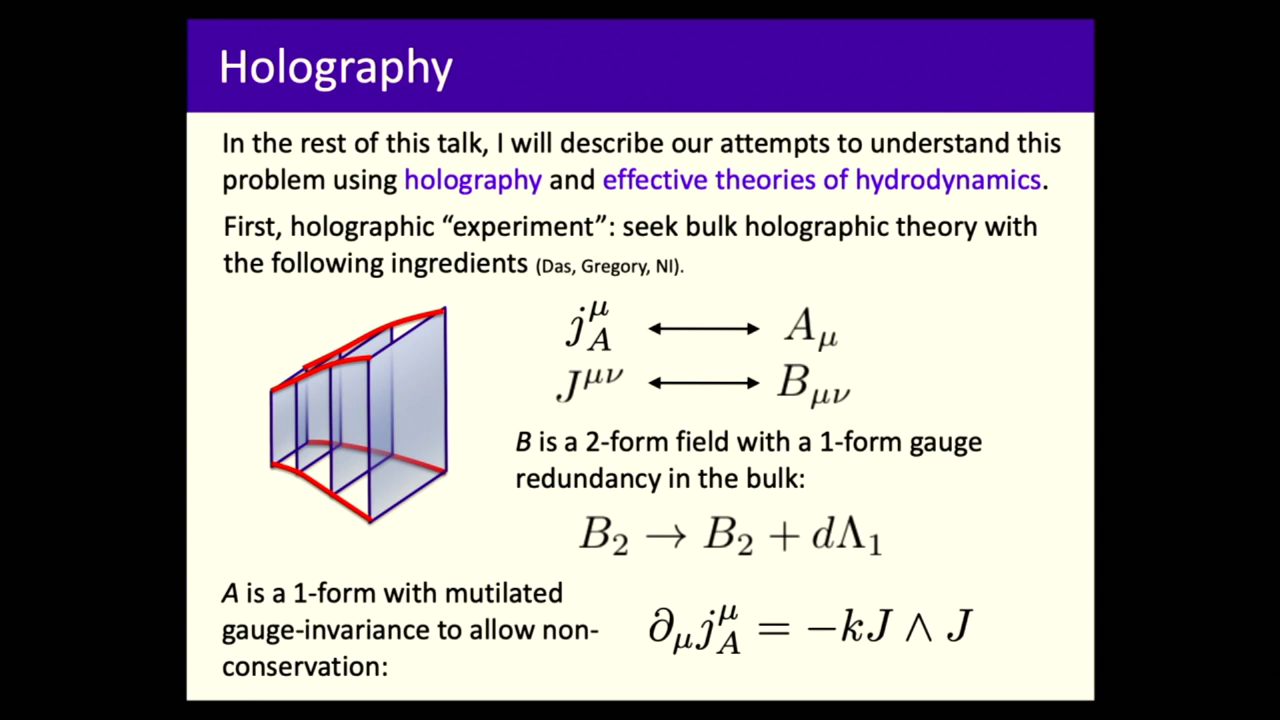 Holography
In the rest of this talk, I will describe our attempts to understand this
problem using holography and effective theories of hydrodynamics.
First, holographic “experiment”: seek bulk holographic theory with
the following ingredients (Das, Gregory, NI).
j_A^μ ⟷ A_μ
J^{μν} ⟷ B_{μν}
B is a 2-form field with a 1-form gauge
redundancy in the bulk:
B_2 → B_2 + dΛ_1
A is a 1-form with mutilated
gauge-invariance to allow non-
conservation:
∂_μ j_A^μ = −kJ ∧ J